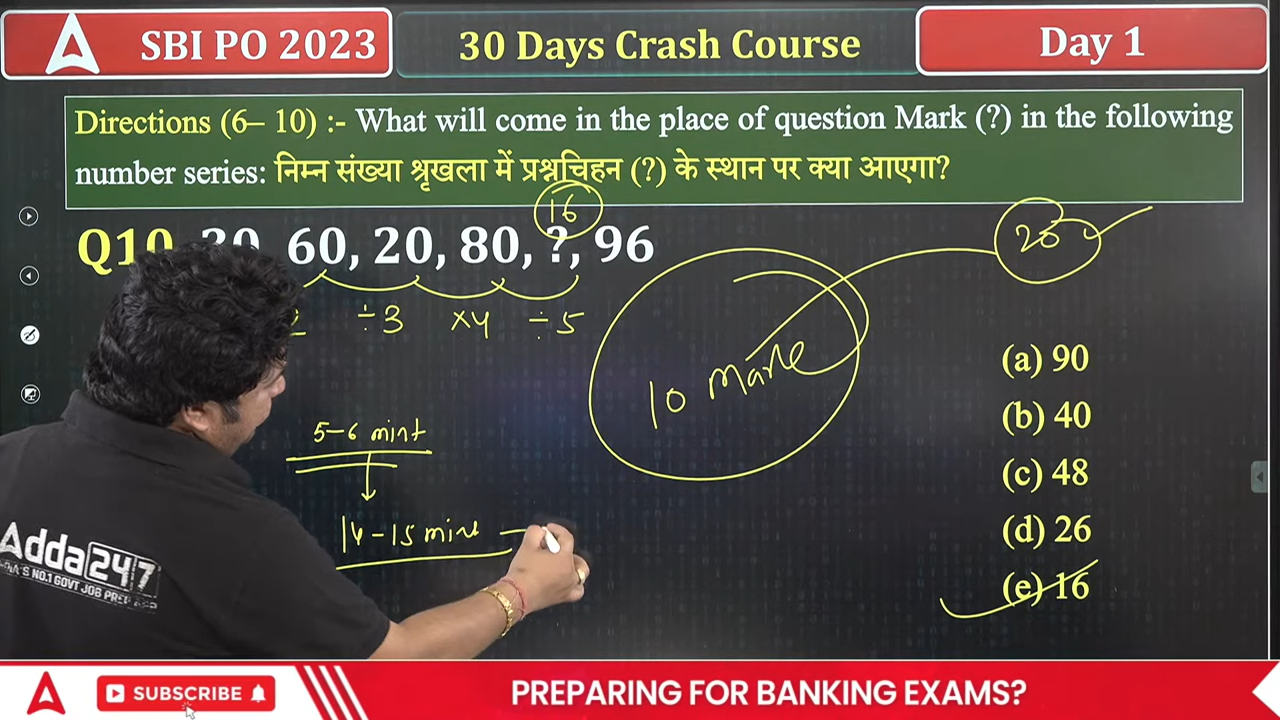 SBI PO 2023
30 Days Crash Course
Day 1
Directions (6– 10) :- What will come in the place of question Mark (?) in the following
number series: निम्न संख्या श्रृखला में प्रश्नचिहन (?) के स्थान पर क्या आएगा?
16
Q10 60, 20, 80, ?, 96
÷3 ×4 ÷5
10 Mark
(a) 90
(b) 40
(c) 48
(d) 26
(e) 16
5-6 mint
14-15 mint
Adda247
SUBSCRIBE
PREPARING FOR BANKING EXAMS?